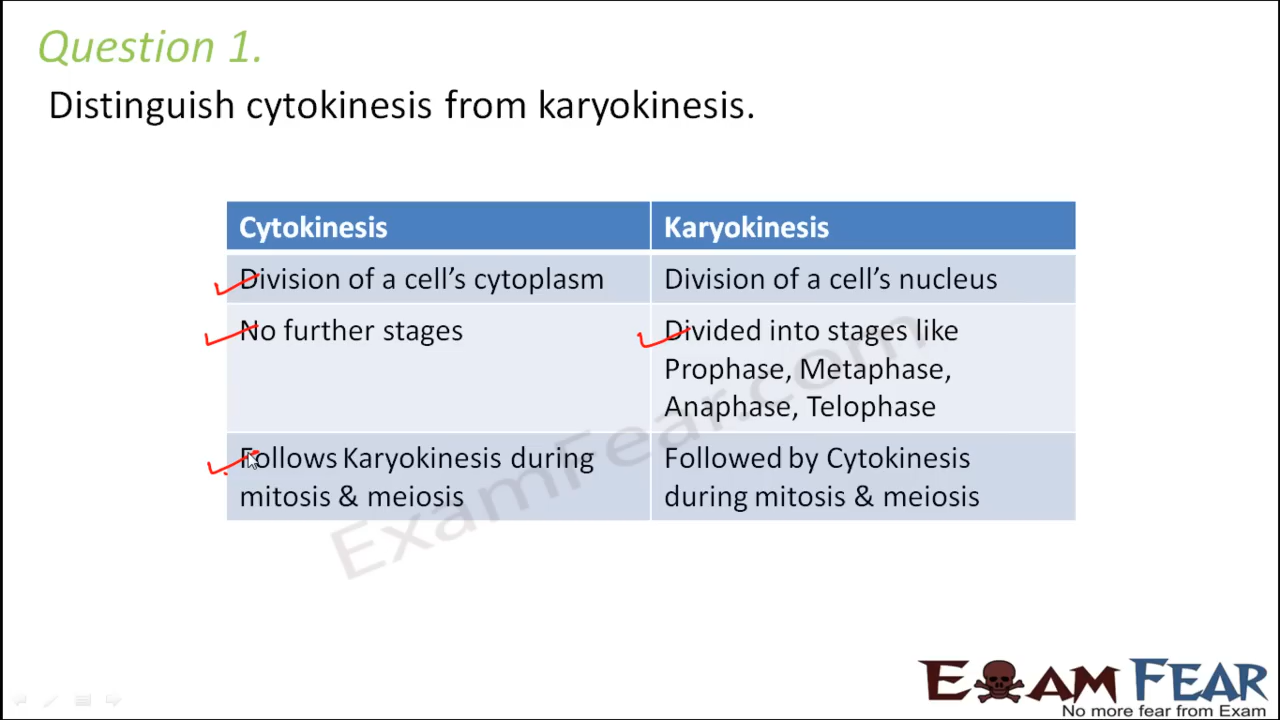 Question 1.
Distinguish cytokinesis from karyokinesis.
Cytokinesis
Karyokinesis
Division of a cell's cytoplasm
Division of a cell's nucleus
No further stages
Divided into stages like
Prophase, Metaphase,
Anaphase, Telophase
Follows Karyokinesis during
mitosis & meiosis
Followed by Cytokinesis
during mitosis & meiosis
ExamFear.com
EXAM FEAR
No more fear from Exam